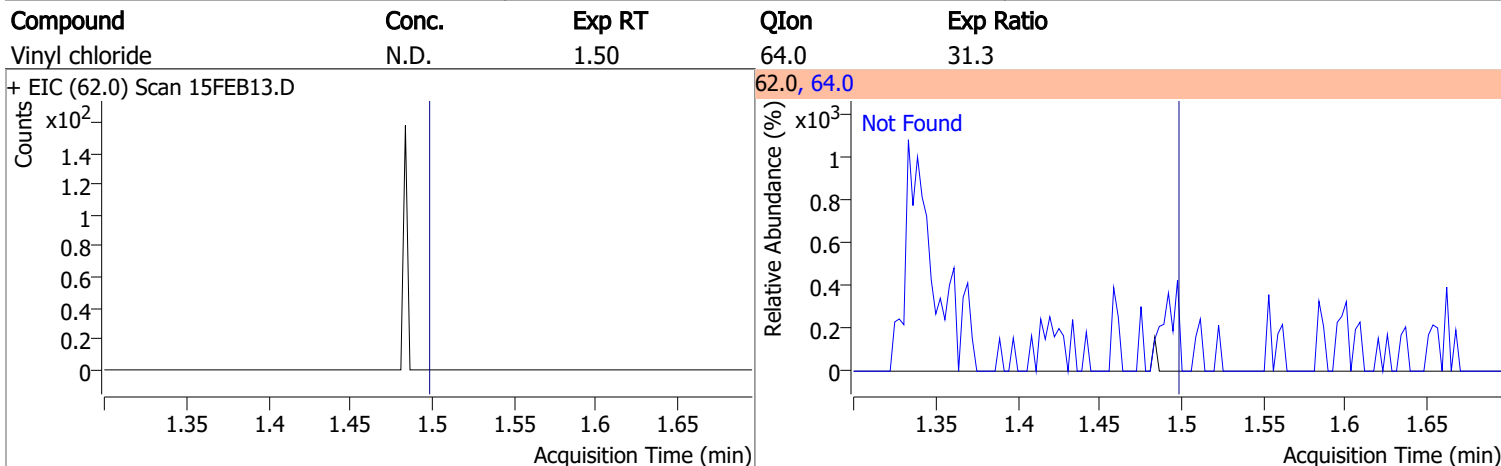 Compound Conc. Exp RT QIon Exp Ratio
Vinyl chloride N.D. 1.50 64.0 31.3
+ EIC (62.0) Scan 15FEB13.D
Counts
x10²
1.4
1.2
1
0.8
0.6
0.4
0.2
0
1.35 1.4 1.45 1.5 1.55 1.6 1.65
Acquisition Time (min)
62.0, 64.0
Relative Abundance (%)
x10³
Not Found
1
0.8
0.6
0.4
0.2
0
1.35 1.4 1.45 1.5 1.55 1.6 1.65
Acquisition Time (min)